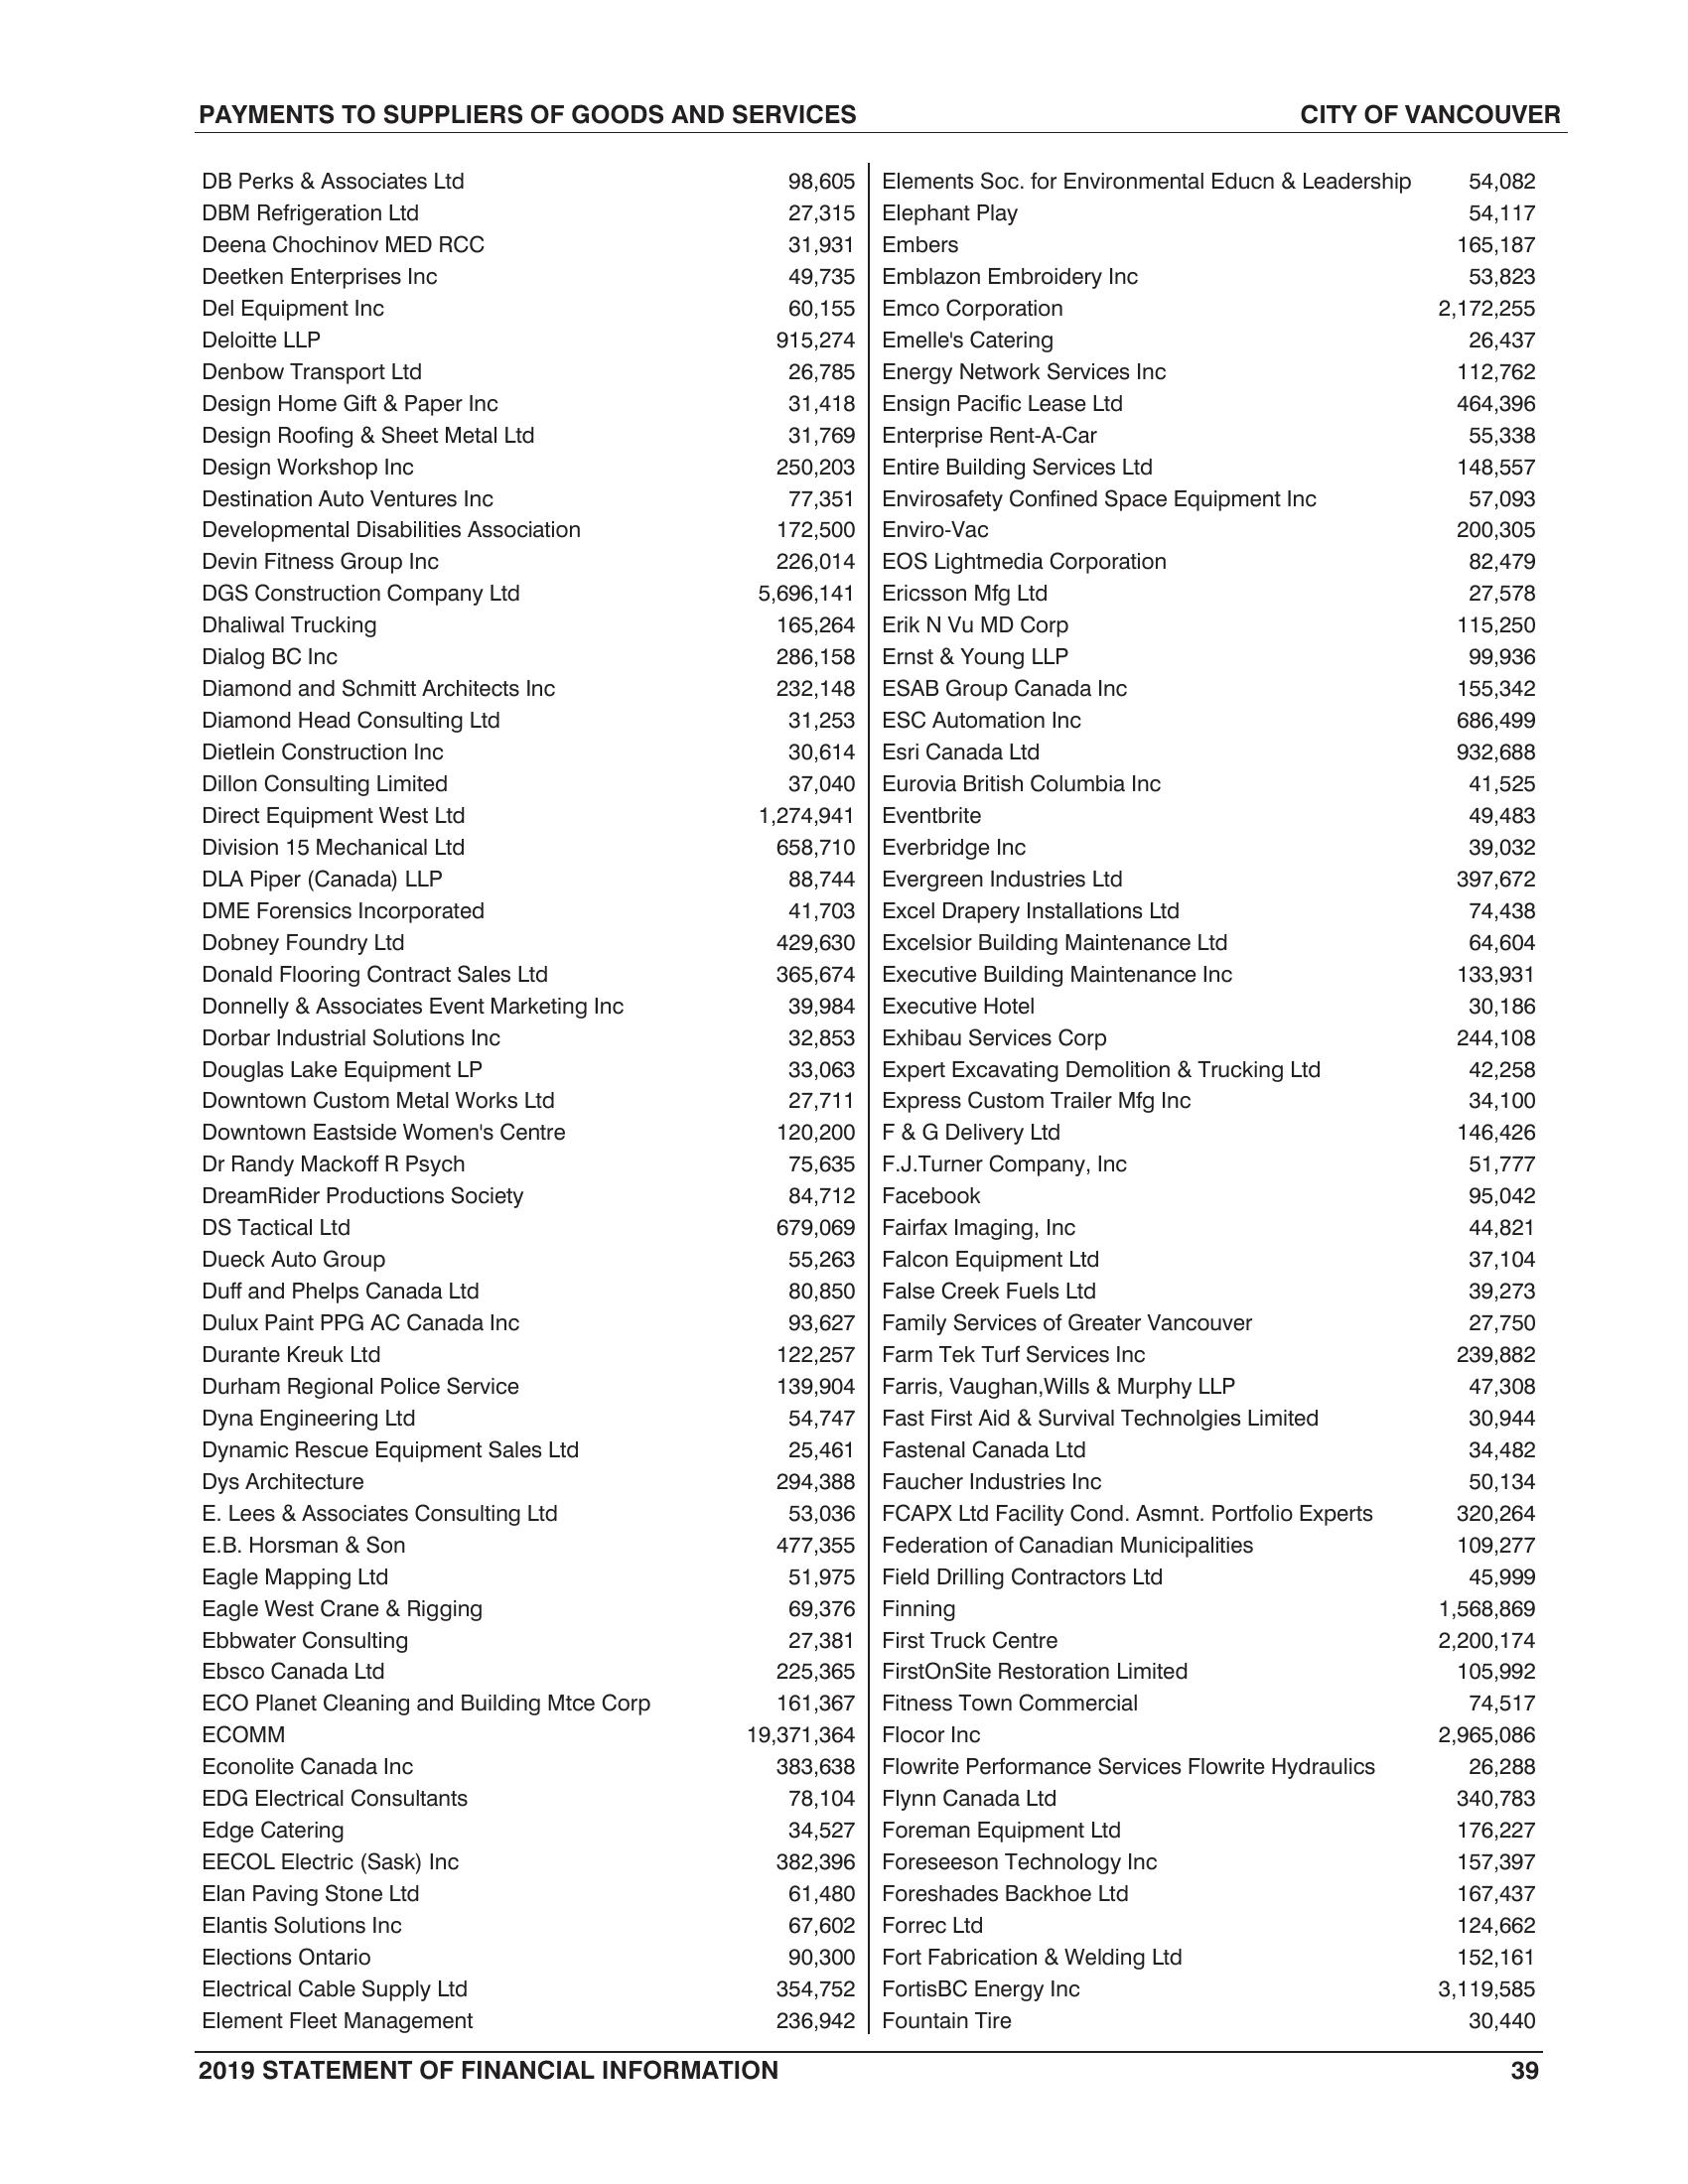 PAYMENTS TO SUPPLIERS OF GOODS AND SERVICES CITY OF VANCOUVER
DB Perks & Associates Ltd 98,605
DBM Refrigeration Ltd 27,315
Deena Chochinov MED RCC 31,931
Deetken Enterprises Inc 49,735
Del Equipment Inc 60,155
Deloitte LLP 915,274
Denbow Transport Ltd 26,785
Design Home Gift & Paper Inc 31,418
Design Roofing & Sheet Metal Ltd 31,769
Design Workshop Inc 250,203
Destination Auto Ventures Inc 77,351
Developmental Disabilities Association 172,500
Devin Fitness Group Inc 226,014
DGS Construction Company Ltd 5,696,141
Dhaliwal Trucking 165,264
Dialog BC Inc 286,158
Diamond and Schmitt Architects Inc 232,148
Diamond Head Consulting Ltd 31,253
Dietlein Construction Inc 30,614
Dillon Consulting Limited 37,040
Direct Equipment West Ltd 1,274,941
Division 15 Mechanical Ltd 658,710
DLA Piper (Canada) LLP 88,744
DME Forensics Incorporated 41,703
Dobney Foundry Ltd 429,630
Donald Flooring Contract Sales Ltd 365,674
Donnelly & Associates Event Marketing Inc 39,984
Dorbar Industrial Solutions Inc 32,853
Douglas Lake Equipment LP 33,063
Downtown Custom Metal Works Ltd 27,711
Downtown Eastside Women's Centre 120,200
Dr Randy Mackoff R Psych 75,635
DreamRider Productions Society 84,712
DS Tactical Ltd 679,069
Dueck Auto Group 55,263
Duff and Phelps Canada Ltd 80,850
Dulux Paint PPG AC Canada Inc 93,627
Durante Kreuk Ltd 122,257
Durham Regional Police Service 139,904
Dyna Engineering Ltd 54,747
Dynamic Rescue Equipment Sales Ltd 25,461
Dys Architecture 294,388
E. Lees & Associates Consulting Ltd 53,036
E.B. Horsman & Son 477,355
Eagle Mapping Ltd 51,975
Eagle West Crane & Rigging 69,376
Ebbwater Consulting 27,381
Ebsco Canada Ltd 225,365
ECO Planet Cleaning and Building Mtce Corp 161,367
ECOMM 19,371,364
Econolite Canada Inc 383,638
EDG Electrical Consultants 78,104
Edge Catering 34,527
EECOL Electric (Sask) Inc 382,396
Elan Paving Stone Ltd 61,480
Elantis Solutions Inc 67,602
Elections Ontario 90,300
Electrical Cable Supply Ltd 354,752
Element Fleet Management 236,942
Elements Soc. for Environmental Educn & Leadership 54,082
Elephant Play 54,117
Embers 165,187
Emblazon Embroidery Inc 53,823
Emco Corporation 2,172,255
Emelle's Catering 26,437
Energy Network Services Inc 112,762
Ensign Pacific Lease Ltd 464,396
Enterprise Rent-A-Car 55,338
Entire Building Services Ltd 148,557
Envirosafety Confined Space Equipment Inc 57,093
Enviro-Vac 200,305
EOS Lightmedia Corporation 82,479
Ericsson Mfg Ltd 27,578
Erik N Vu MD Corp 115,250
Ernst & Young LLP 99,936
ESAB Group Canada Inc 155,342
ESC Automation Inc 686,499
Esri Canada Ltd 932,688
Eurovia British Columbia Inc 41,525
Eventbrite 49,483
Everbridge Inc 39,032
Evergreen Industries Ltd 397,672
Excel Drapery Installations Ltd 74,438
Excelsior Building Maintenance Ltd 64,604
Executive Building Maintenance Inc 133,931
Executive Hotel 30,186
Exhibau Services Corp 244,108
Expert Excavating Demolition & Trucking Ltd 42,258
Express Custom Trailer Mfg Inc 34,100
F & G Delivery Ltd 146,426
F.J.Turner Company, Inc 51,777
Facebook 95,042
Fairfax Imaging, Inc 44,821
Falcon Equipment Ltd 37,104
False Creek Fuels Ltd 39,273
Family Services of Greater Vancouver 27,750
Farm Tek Turf Services Inc 239,882
Farris, Vaughan,Wills & Murphy LLP 47,308
Fast First Aid & Survival Technolgies Limited 30,944
Fastenal Canada Ltd 34,482
Faucher Industries Inc 50,134
FCAPX Ltd Facility Cond. Asmnt. Portfolio Experts 320,264
Federation of Canadian Municipalities 109,277
Field Drilling Contractors Ltd 45,999
Finning 1,568,869
First Truck Centre 2,200,174
FirstOnSite Restoration Limited 105,992
Fitness Town Commercial 74,517
Flocor Inc 2,965,086
Flowrite Performance Services Flowrite Hydraulics 26,288
Flynn Canada Ltd 340,783
Foreman Equipment Ltd 176,227
Foreseeson Technology Inc 157,397
Foreshades Backhoe Ltd 167,437
Forrec Ltd 124,662
Fort Fabrication & Welding Ltd 152,161
FortisBC Energy Inc 3,119,585
Fountain Tire 30,440
2019 STATEMENT OF FINANCIAL INFORMATION 39